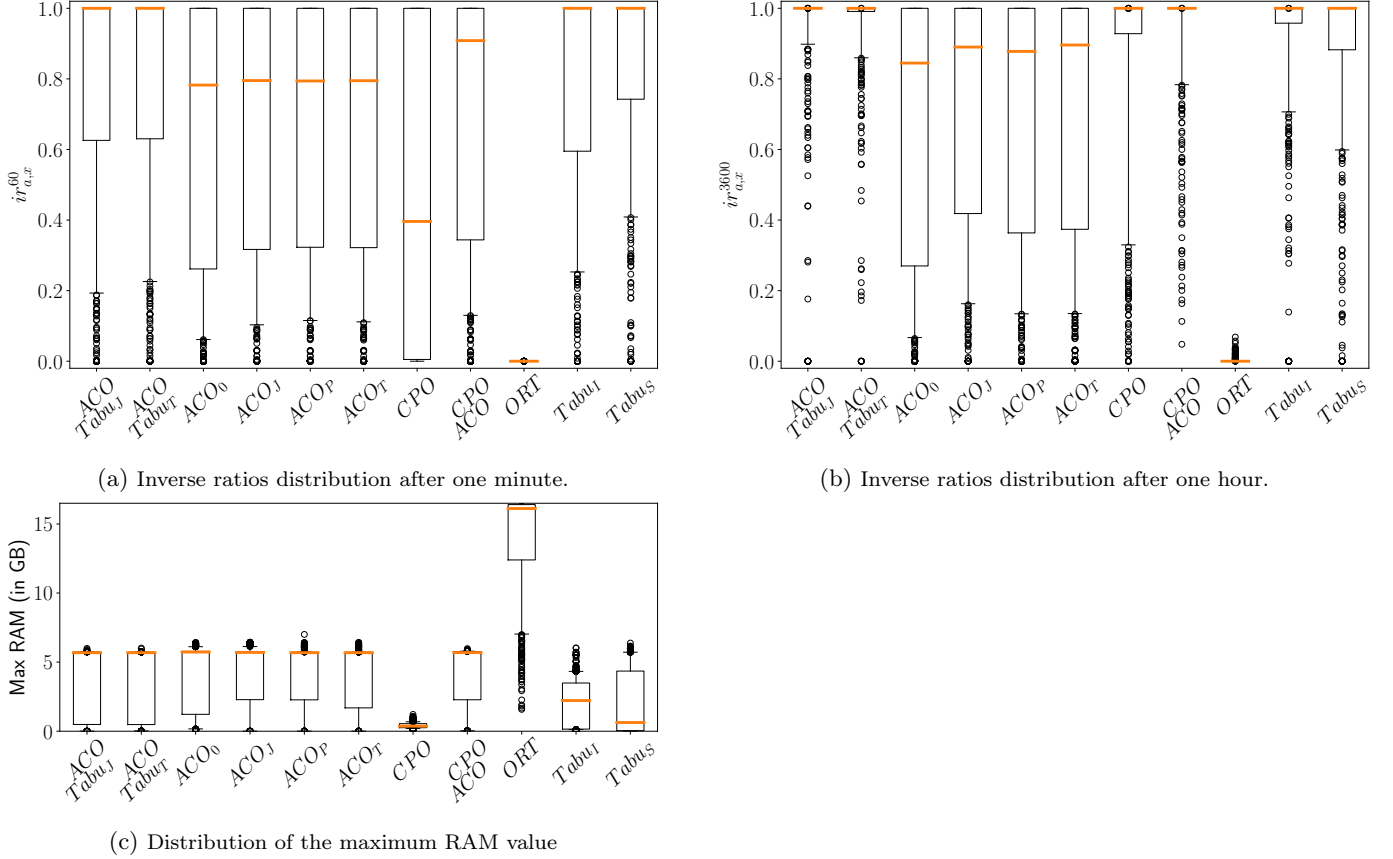 1.0
0.8
0.6
0.4
0.2
0.0
ir^{60}_{a,x}
ACO Tabu_J
ACO Tabu_T
ACO_0
ACO_J
ACO_P
ACO_T
CPO
CPO ACO
ORT
Tabu_I
Tabu_S
(a) Inverse ratios distribution after one minute.
1.0
0.8
0.6
0.4
0.2
0.0
ir^{3600}_{a,x}
ACO Tabu_J
ACO Tabu_T
ACO_0
ACO_J
ACO_P
ACO_T
CPO
CPO ACO
ORT
Tabu_I
Tabu_S
(b) Inverse ratios distribution after one hour.
15
10
5
0
Max RAM (in GB)
ACO Tabu_J
ACO Tabu_T
ACO_0
ACO_J
ACO_P
ACO_T
CPO
CPO ACO
ORT
Tabu_I
Tabu_S
(c) Distribution of the maximum RAM value